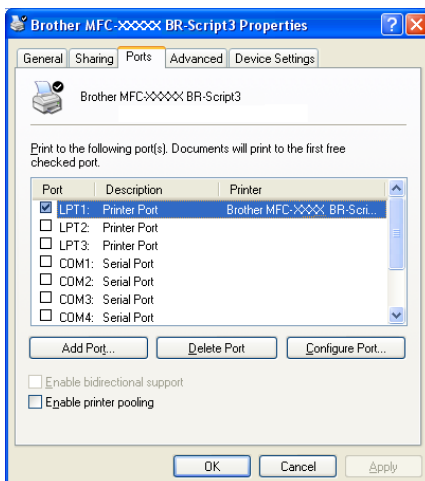 Brother MFC-XXXXX BR-Script3 Properties
General Sharing Ports Advanced Device Settings
Brother MFC-XXXX BR-Script3
Print to the following port(s). Documents will print to the first free
checked port.
Port Description Printer
LPT1: Printer Port Brother MFC-XXXX BR-Scri...
LPT2: Printer Port
LPT3: Printer Port
COM1: Serial Port
COM2: Serial Port
COM3: Serial Port
COM4: Serial Port
Add Port... Delete Port Configure Port...
Enable bidirectional support
Enable printer pooling
OK Cancel Apply